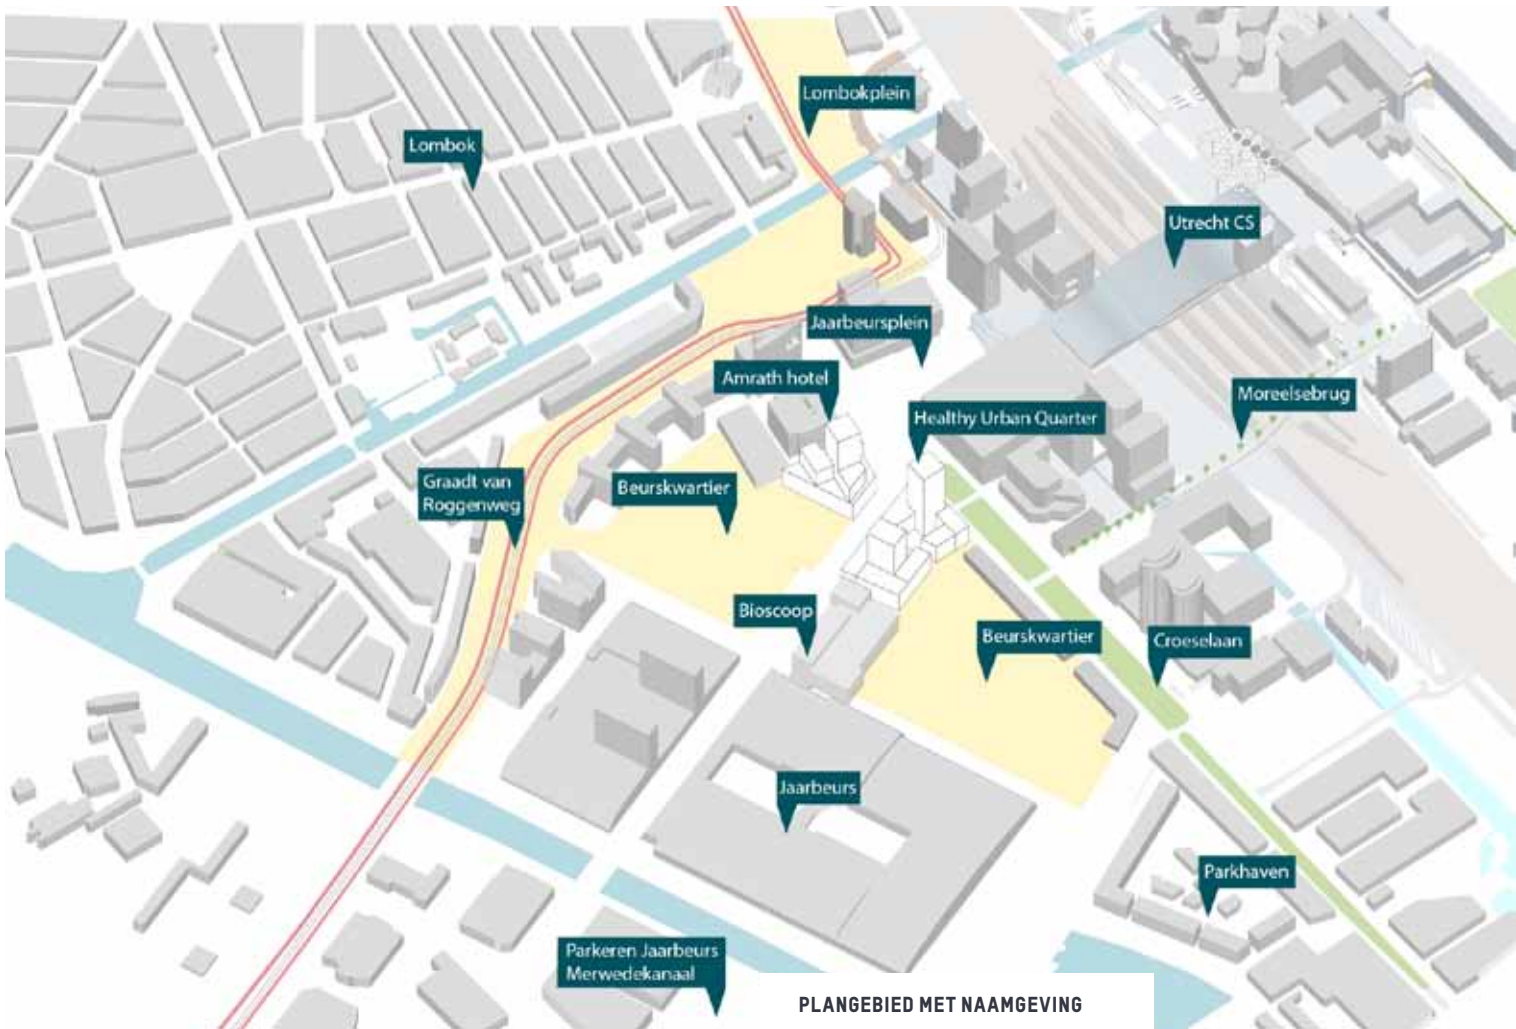 Lombokplein
Lombok
Utrecht CS
Jaarbeursplein
Amrath hotel
Moreelsebrug
Healthy Urban Quarter
Graadt van
Roggenweg
Beurskwartier
Bioscoop
Beurskwartier
Croeselaan
Jaarbeurs
Parkhaven
Parkeren Jaarbeurs
Merwedekanaal
PLANGEBIED MET NAAMGEVING